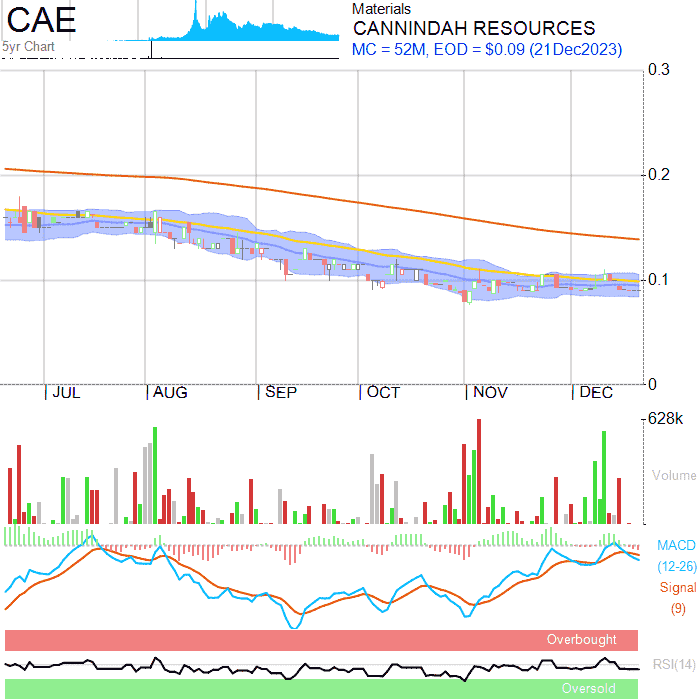 CAE
5yr Chart
Materials
CANNINDAH RESOURCES
MC = 52M, EOD = $0.09 (21Dec2023)
0.3
0.2
0.1
0
JUL
AUG
SEP
OCT
NOV
DEC
628k
Volume
MACD
(12-26)
Signal
(9)
Overbought
RSI(14)
Oversold